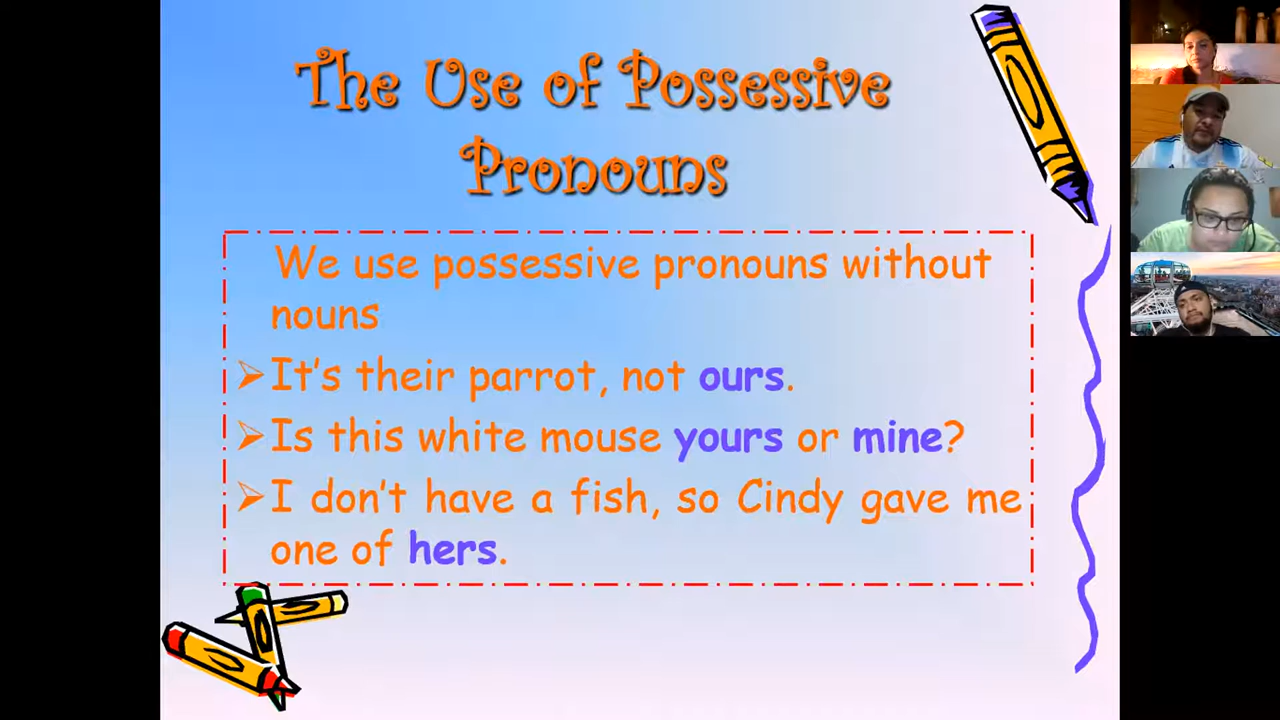 The Use of Possessive
Pronouns
We use possessive pronouns without
nouns
It's their parrot, not ours.
Is this white mouse yours or mine?
I don't have a fish, so Cindy gave me
one of hers.